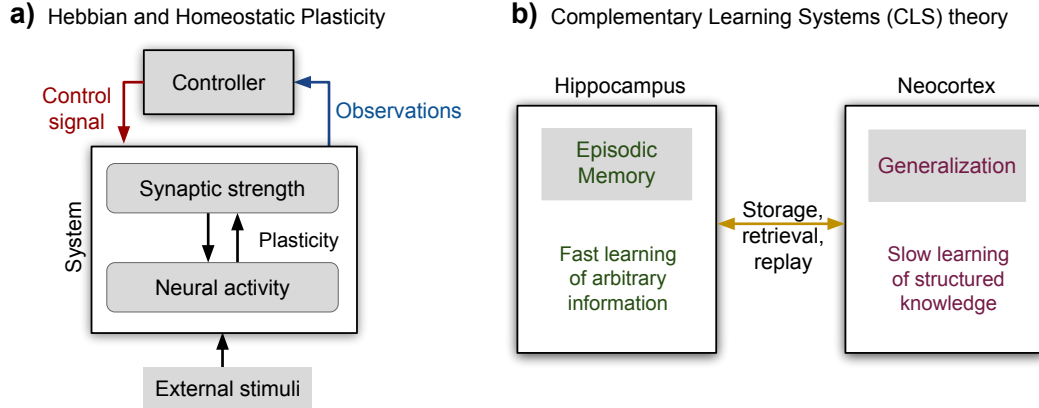 a) Hebbian and Homeostatic Plasticity
Controller
Control
signal
Observations
System
Synaptic strength
Plasticity
Neural activity
External stimuli
b) Complementary Learning Systems (CLS) theory
Hippocampus
Episodic
Memory
Fast learning
of arbitrary
information
Storage,
retrieval,
replay
Neocortex
Generalization
Slow learning
of structured
knowledge